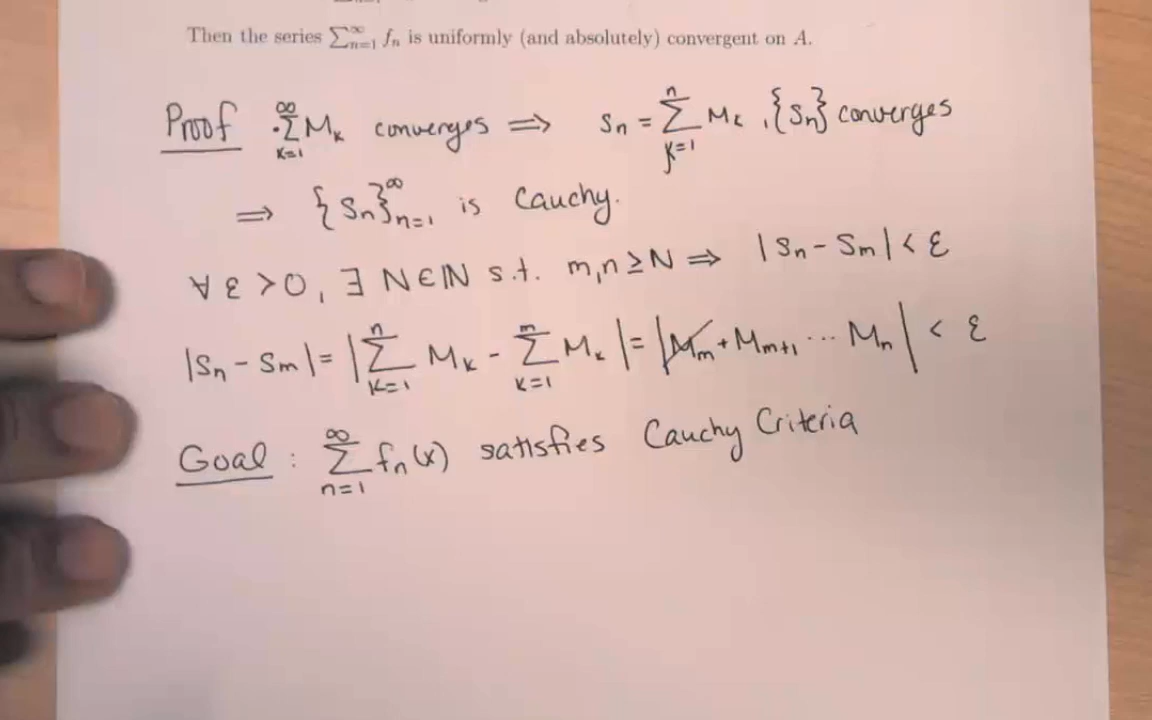 Then the series ∑_{n=1}^{∞} f_n is uniformly (and absolutely) convergent on A.
Proof ∑_{k=1}^{∞} M_k converges ⟹ s_n = ∑_{k=1}^{n} M_k , {s_n} converges
⟹ {s_n}_{n=1}^{∞} is Cauchy.
∀ ε > 0, ∃ N ∈ ℕ s.t. m,n ≥ N ⟹ |s_n - s_m| < ε
|s_n - s_m| = |∑_{k=1}^{n} M_k - ∑_{k=1}^{m} M_k| = |M_m + M_{m+1} ... M_n| < ε
Goal : ∑_{n=1}^{∞} f_n(x) satisfies Cauchy Criteria